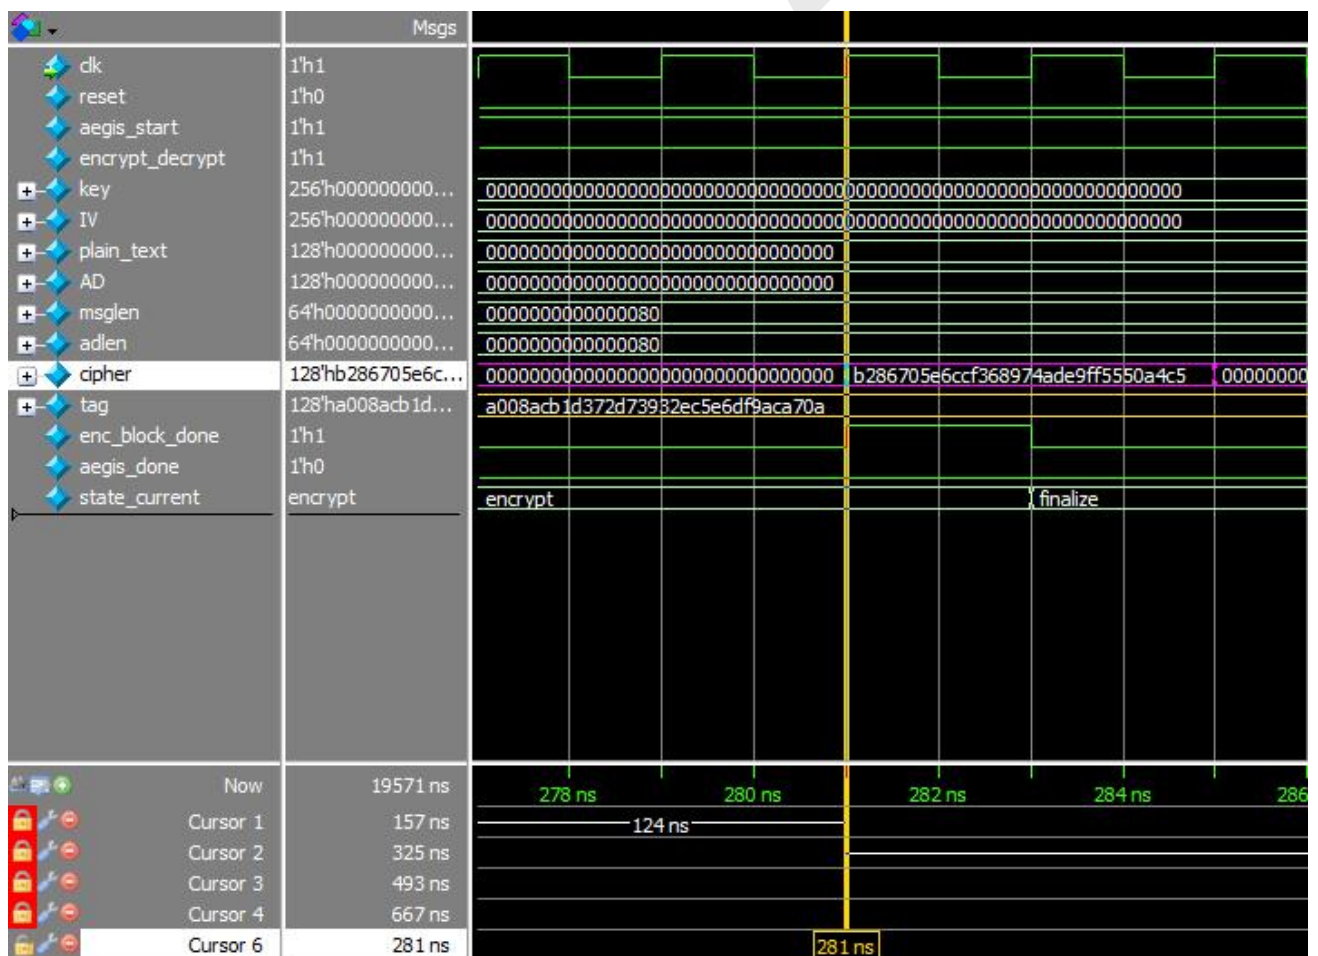 Msgs
clk 1'h1
reset 1'h0
aegis_start 1'h1
encrypt_decrypt 1'h1
key 256'h000000000... 0000000000000000000000000000000000000000000000000000000000000000
IV 256'h000000000... 0000000000000000000000000000000000000000000000000000000000000000
plain_text 128'h000000000... 00000000000000000000000000000000
AD 128'h000000000... 00000000000000000000000000000000
msglen 64'h0000000000... 0000000000000080
adlen 64'h0000000000... 0000000000000080
cipher 128'hb286705e6c... 00000000000000000000000000000000 b286705e6ccf368974ade9ff5550a4c5 00000000
tag 128'ha008acb1d... a008acb1d372d73932ec5e6df9aca70a
enc_block_done 1'h1
aegis_done 1'h0
state_current encrypt encrypt finalize
Now 19571 ns 278 ns 280 ns 282 ns 284 ns 286
Cursor 1 157 ns 124 ns
Cursor 2 325 ns
Cursor 3 493 ns
Cursor 4 667 ns
Cursor 6 281 ns 281 ns